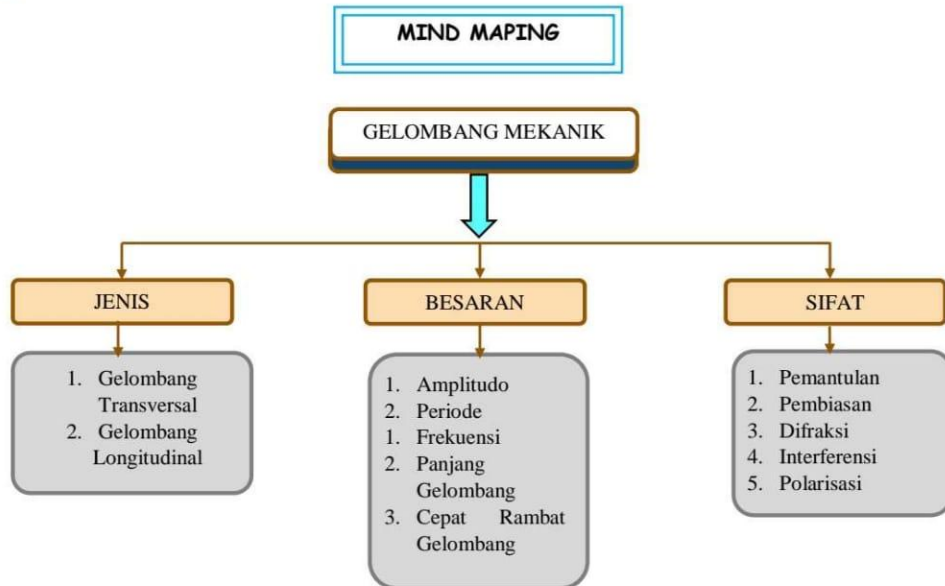 MIND MAPING
GELOMBANG MEKANIK
JENIS
1. Gelombang
Transversal
2. Gelombang
Longitudinal
BESARAN
1. Amplitudo
2. Periode
1. Frekuensi
2. Panjang
Gelombang
3. Cepat Rambat
Gelombang
SIFAT
1. Pemantulan
2. Pembiasan
3. Difraksi
4. Interferensi
5. Polarisasi